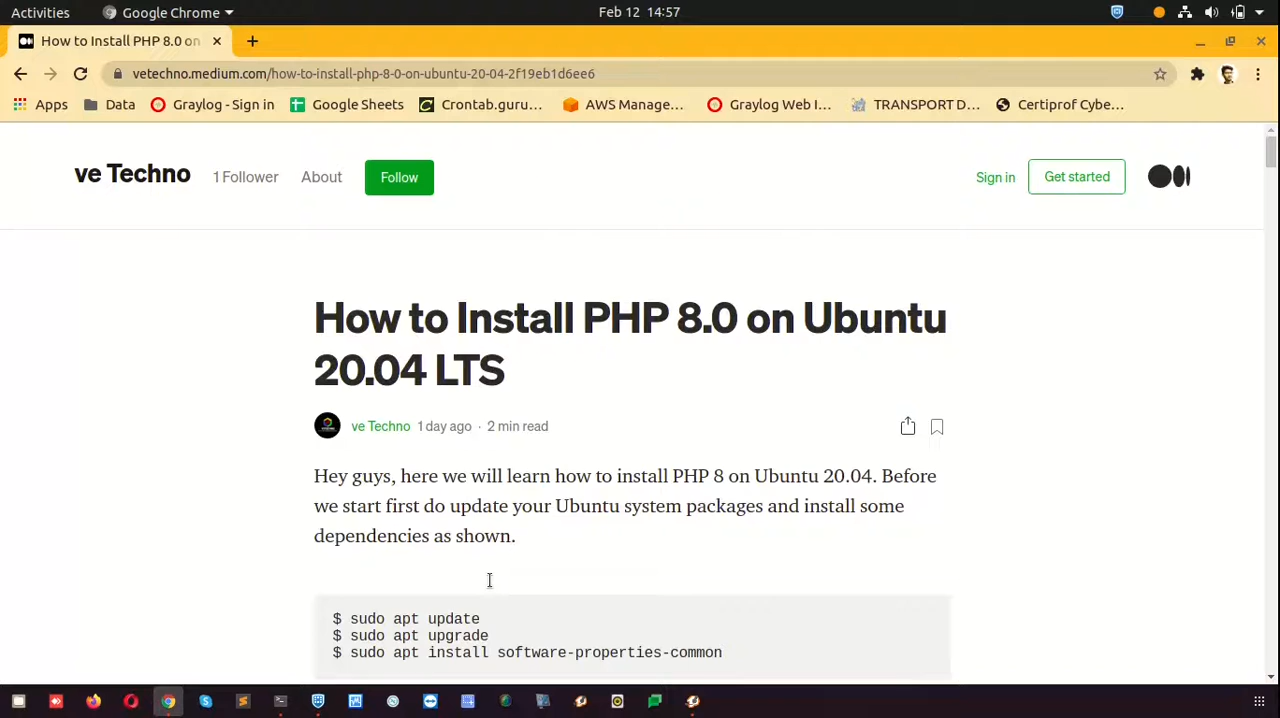 Activities Google Chrome Feb 12 14:57
How to Install PHP 8.0 on
vetechno.medium.com/how-to-install-php-8-0-on-ubuntu-20-04-2f19eb1d6ee6
Apps Data Graylog - Sign in Google Sheets Crontab.guru... AWS Manage... Graylog Web I... TRANSPORT D... Certiprof Cybe...
ve Techno 1 Follower About Follow Sign in Get started
How to Install PHP 8.0 on Ubuntu
20.04 LTS
ve Techno 1 day ago · 2 min read
Hey guys, here we will learn how to install PHP 8 on Ubuntu 20.04. Before
we start first do update your Ubuntu system packages and install some
dependencies as shown.
$ sudo apt update
$ sudo apt upgrade
$ sudo apt install software-properties-common